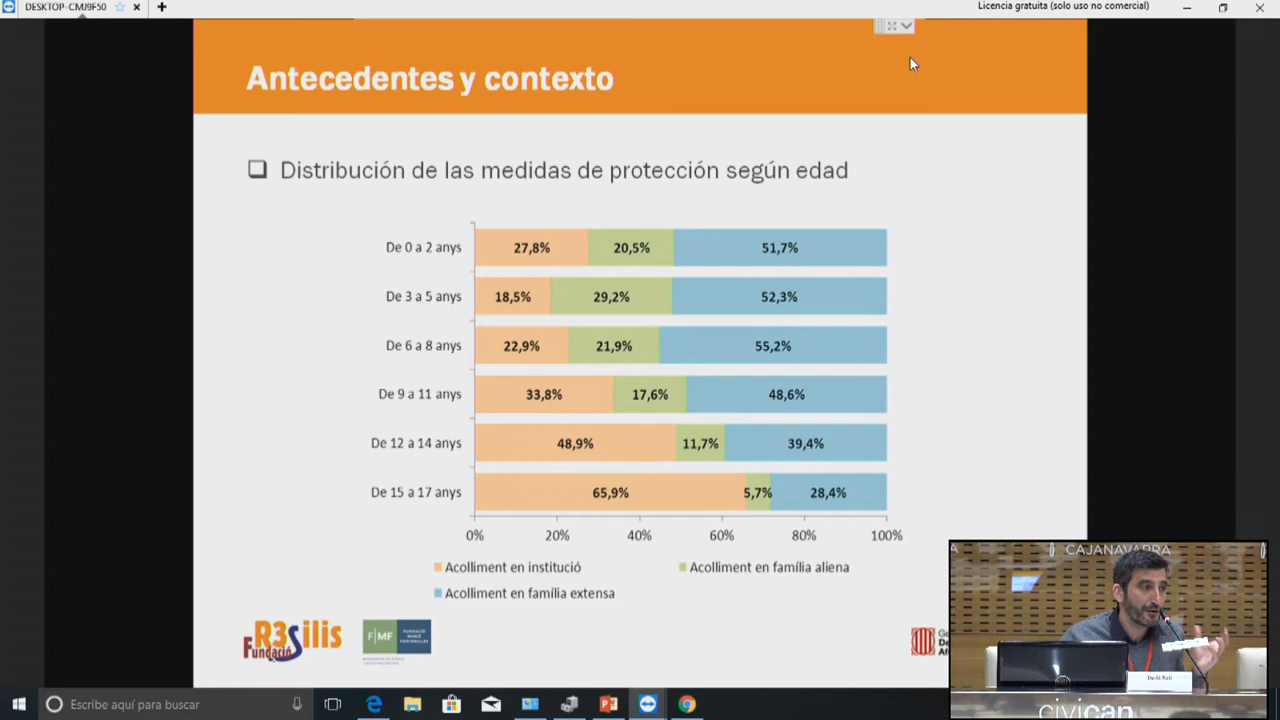 DESKTOP-CMJ9F50
Licencia gratuita (solo uso no comercial)
Antecedentes y contexto
Distribución de las medidas de protección según edad
De 0 a 2 anys 27,8% 20,5% 51,7%
De 3 a 5 anys 18,5% 29,2% 52,3%
De 6 a 8 anys 22,9% 21,9% 55,2%
De 9 a 11 anys 33,8% 17,6% 48,6%
De 12 a 14 anys 48,9% 11,7% 39,4%
De 15 a 17 anys 65,9% 5,7% 28,4%
0% 20% 40% 60% 80% 100%
Acolliment en institució
Acolliment en família aliena
Acolliment en família extensa
R3Silis
Fundació
F|MF
CAJANAVARRA
civican
Escribe aquí para buscar